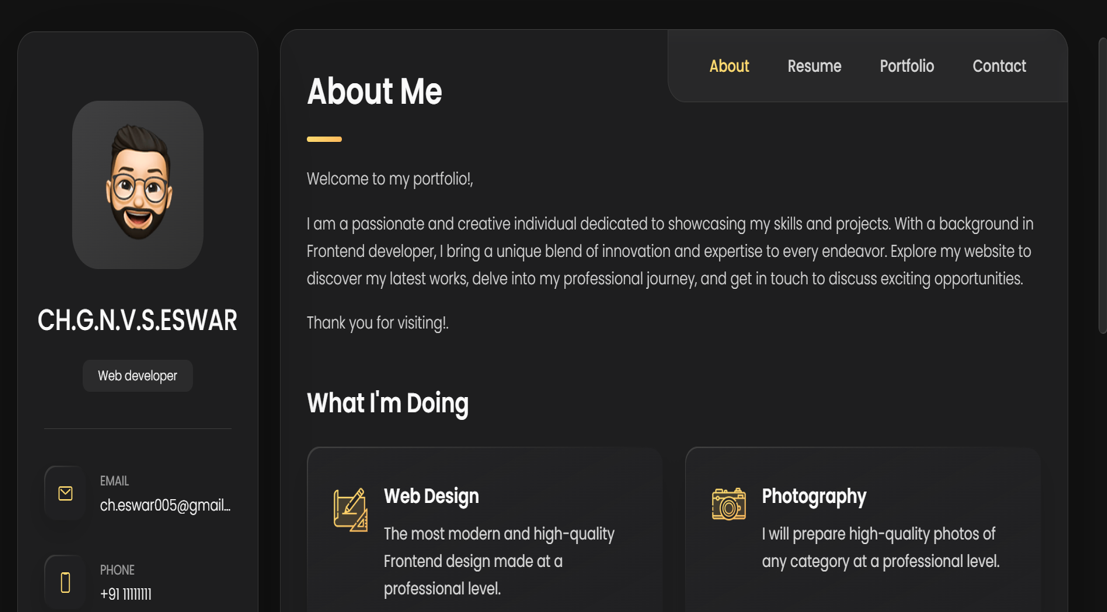 CH.G.N.V.S.ESWAR
Web developer
EMAIL
ch.eswar005@gmail...
PHONE
+91 11111111
About Resume Portfolio Contact
About Me
Welcome to my portfolio!,
I am a passionate and creative individual dedicated to showcasing my skills and projects. With a background in
Frontend developer, I bring a unique blend of innovation and expertise to every endeavor. Explore my website to
discover my latest works, delve into my professional journey, and get in touch to discuss exciting opportunities.
Thank you for visiting!.
What I'm Doing
Web Design
The most modern and high-quality
Frontend design made at a
professional level.
Photography
I will prepare high-quality photos of
any category at a professional level.